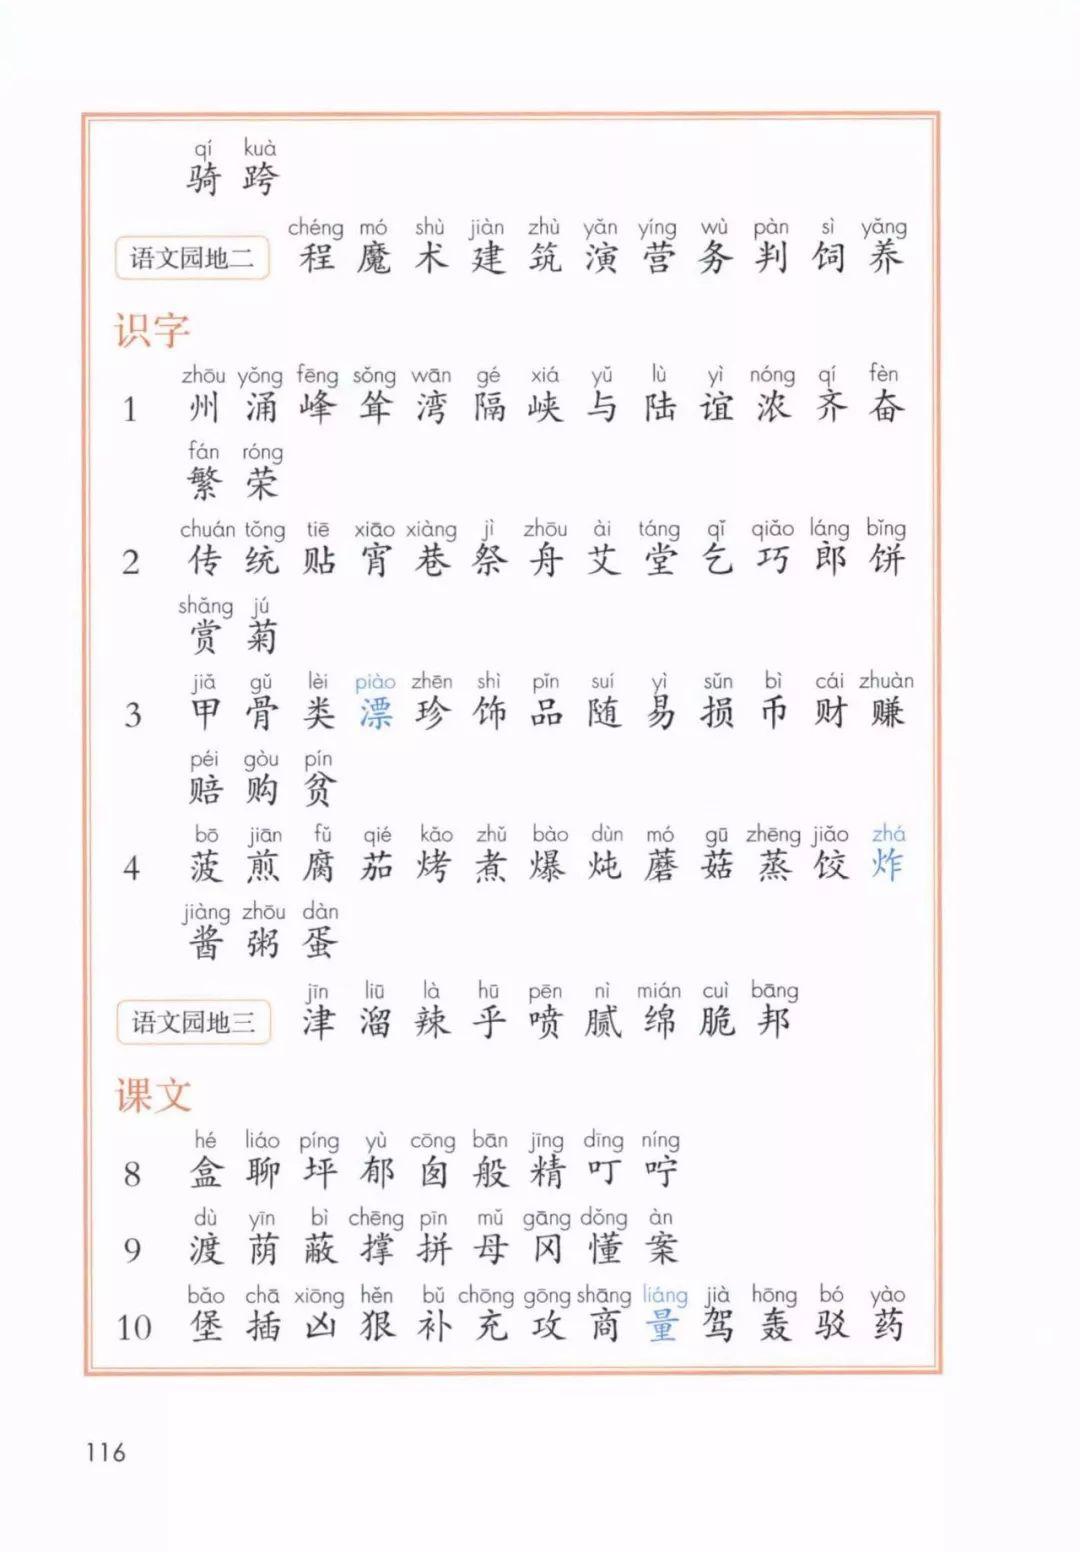 qí kuà
骑 跨
chéng mó shù jiàn zhù yǎn yíng wù pàn sì yǎng
语文园地二 程 魔 术 建 筑 演 营 务 判 饲 养
识字
zhōu yǒng fēng sǒng wān gé xiá yǔ lù yì nóng qí fèn
1 州 涌 峰 耸 湾 隔 峡 与 陆 谊 浓 齐 奋
fán róng
繁 荣
chuán tǒng tiē xiāo xiàng jì zhōu ài táng qǐ qiǎo láng bǐng
2 传 统 贴 宵 巷 祭 舟 艾 堂 乞 巧 郎 饼
shǎng jú
赏 菊
jiǎ gǔ lèi piào zhēn shì pǐn suí yì sǔn bì cái zhuàn
3 甲 骨 类 漂 珍 饰 品 随 易 损 币 财 赚
péi gòu pín
赔 购 贫
bō jiān fǔ qié kǎo zhǔ bào dùn mó gū zhēng jiǎo zhá
4 菠 煎 腐 茄 烤 煮 爆 炖 蘑 菇 蒸 饺 炸
jiàng zhōu dàn
酱 粥 蛋
jīn liū là hū pēn nì mián cuì bāng
语文园地三 津 溜 辣 乎 喷 腻 绵 脆 邦
课文
hé liáo píng yù cōng bān jīng dīng níng
8 盒 聊 坪 郁 囱 般 精 叮 咛
dù yīn bì chēng pīn mǔ gāng dǒng àn
9 渡 荫 蔽 撑 拼 母 冈 懂 案
bǎo chā xiōng hěn bǔ chōng gōng shāng liáng jià hōng bó yào
10 堡 插 凶 狠 补 充 攻 商 量 驾 轰 驳 药
116